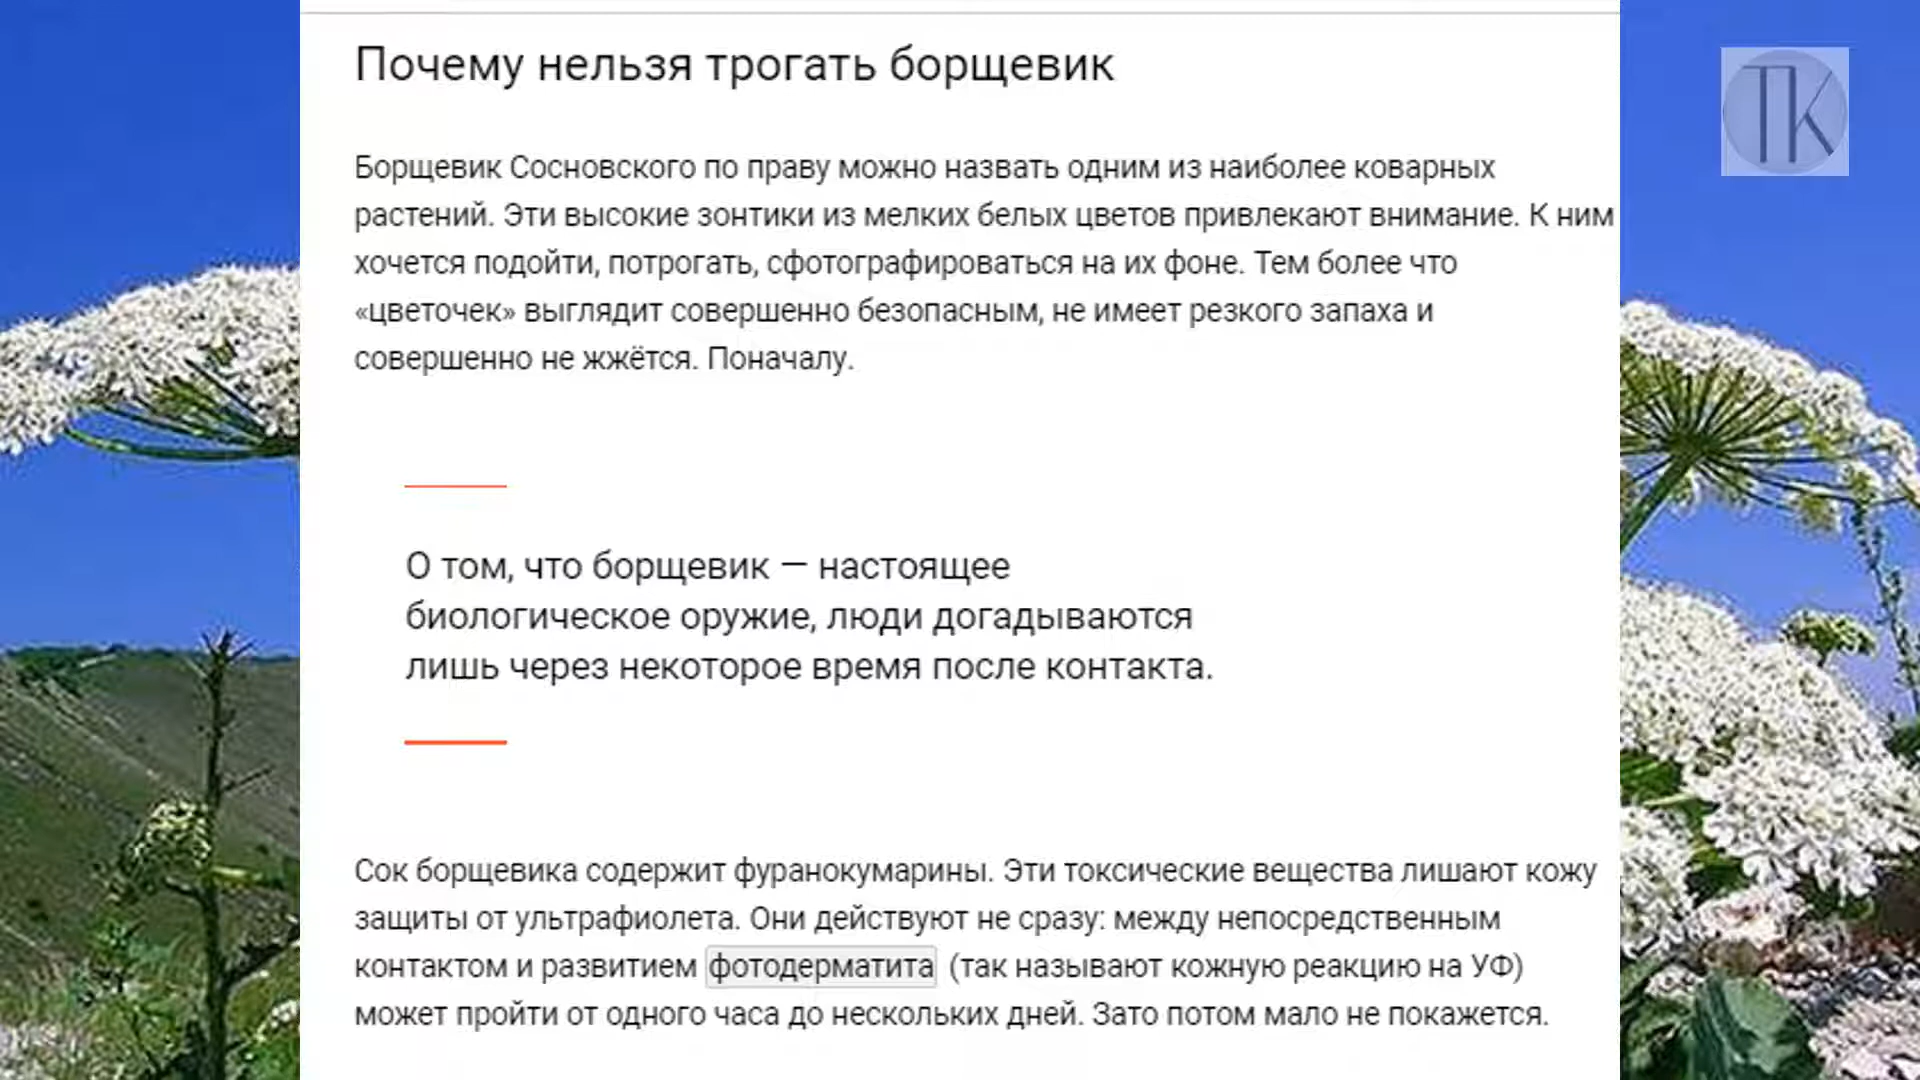 Почему нельзя трогать борщевик
ТК
Борщевик Сосновского по праву можно назвать одним из наиболее коварных
растений. Эти высокие зонтики из мелких белых цветов привлекают внимание. К ним
хочется подойти, потрогать, сфотографироваться на их фоне. Тем более что
«цветочек» выглядит совершенно безопасным, не имеет резкого запаха и
совершенно не жжётся. Поначалу.
О том, что борщевик — настоящее
биологическое оружие, люди догадываются
лишь через некоторое время после контакта.
Сок борщевика содержит фуранокумарины. Эти токсические вещества лишают кожу
защиты от ультрафиолета. Они действуют не сразу: между непосредственным
контактом и развитием фотодерматита (так называют кожную реакцию на УФ)
может пройти от одного часа до нескольких дней. Зато потом мало не покажется.